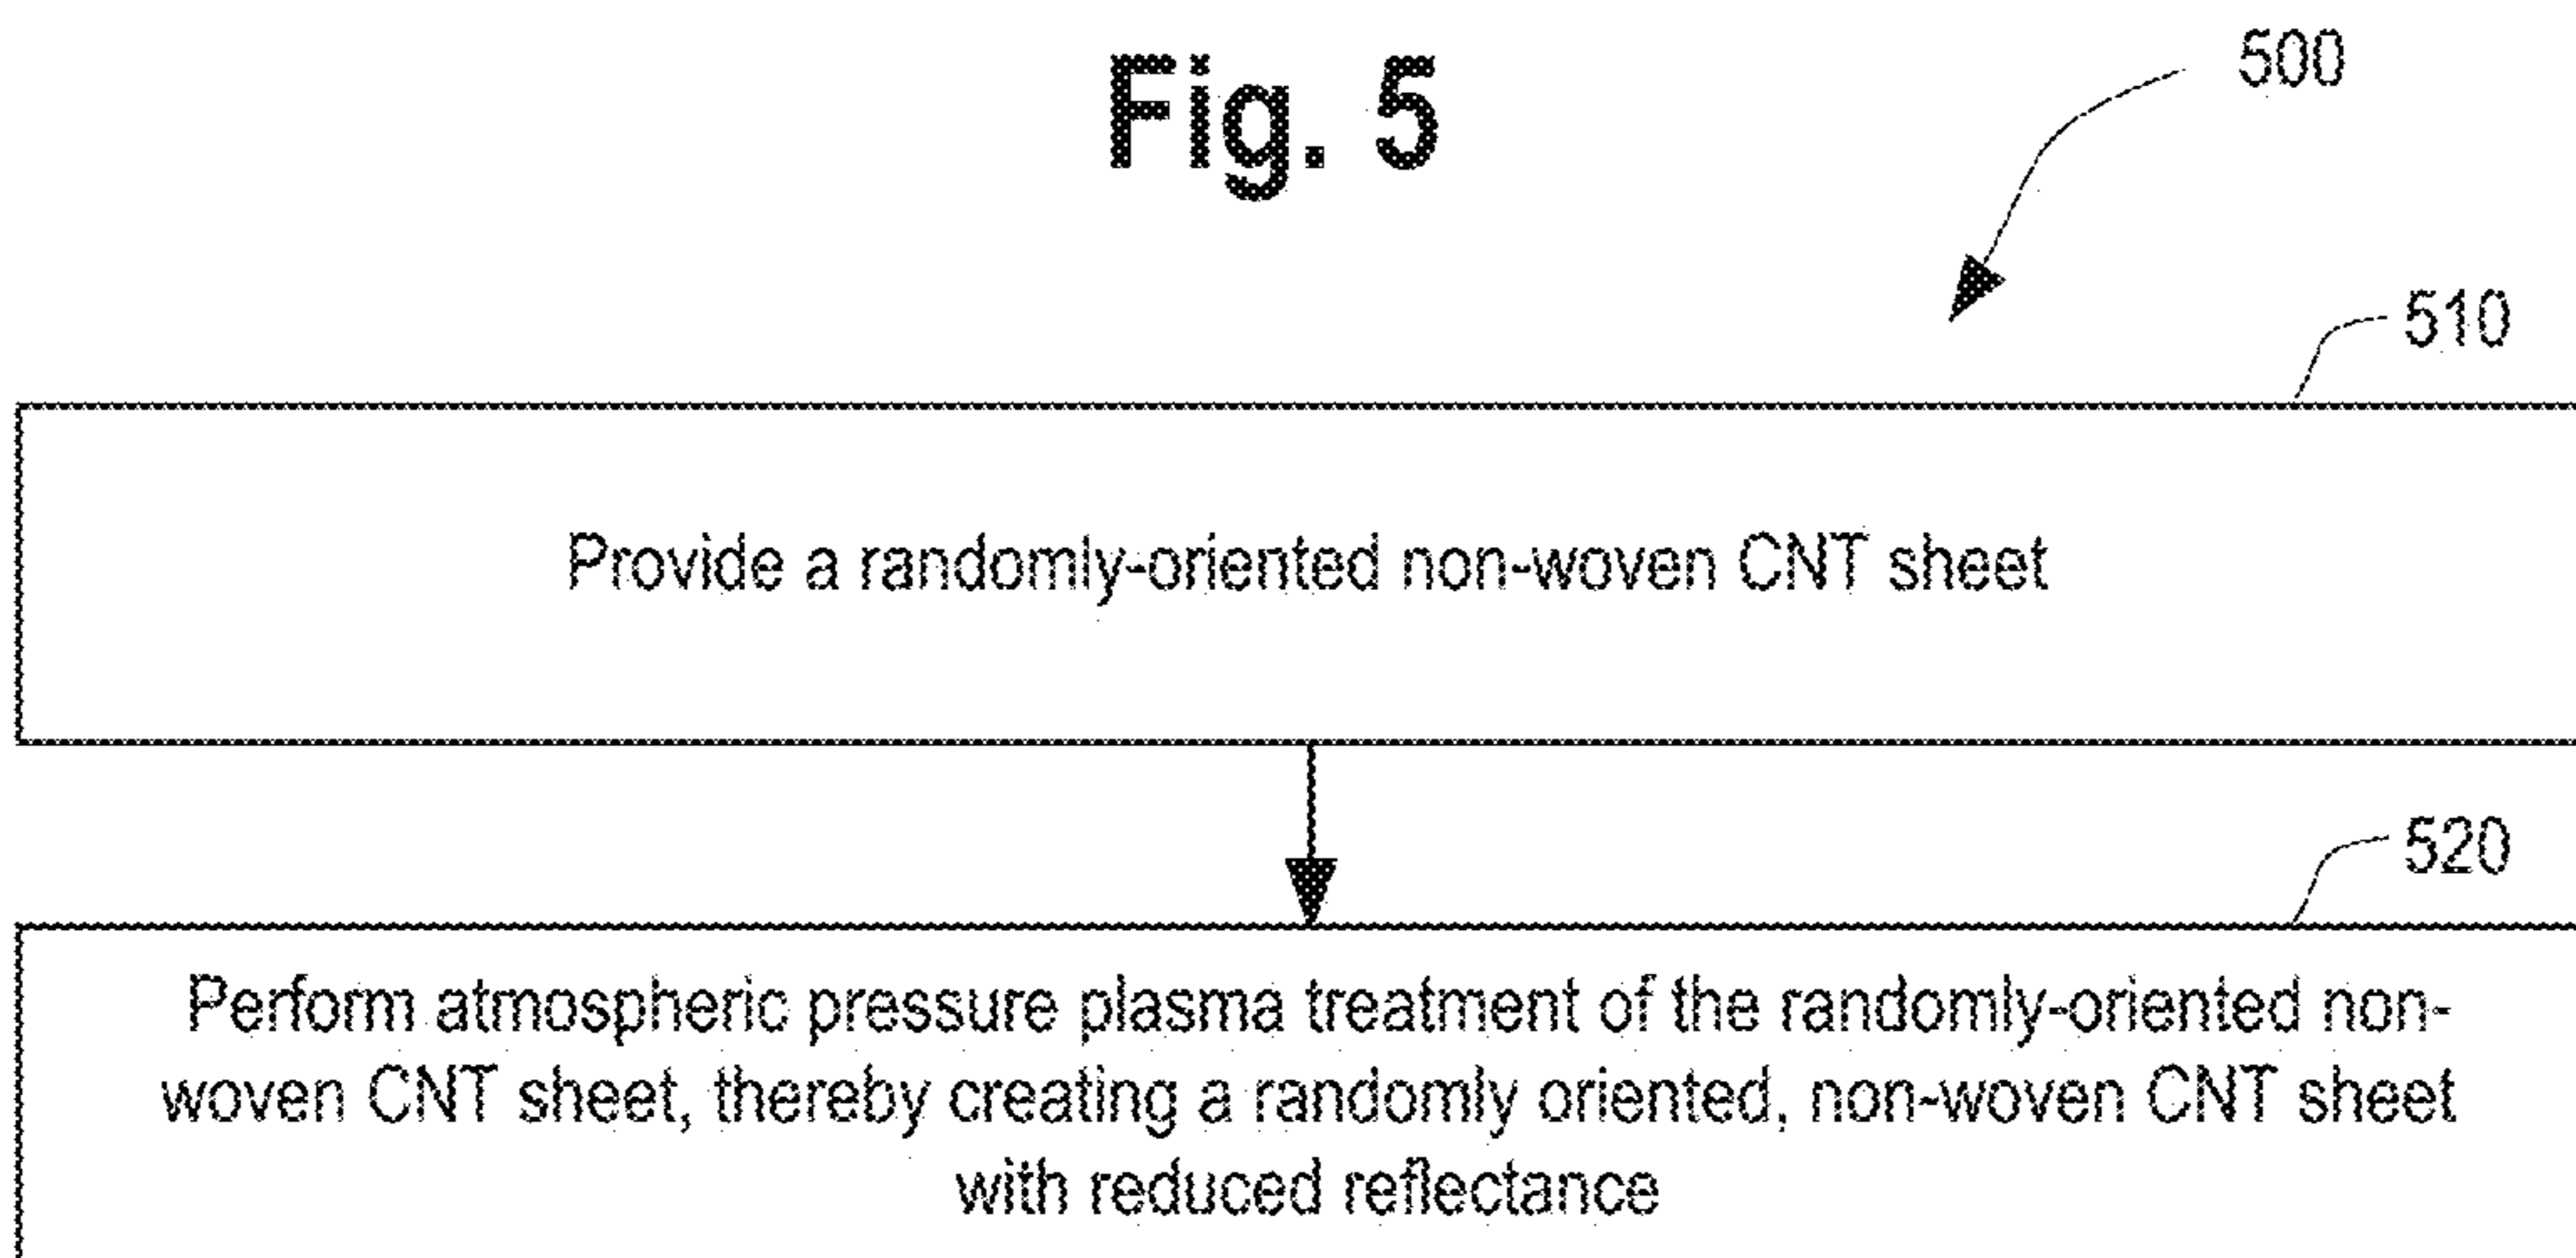 Fig. 5
500
510
Provide a randomly-oriented non-woven CNT sheet
520
Perform atmospheric pressure plasma treatment of the randomly-oriented non-
woven CNT sheet, thereby creating a randomly oriented, non-woven CNT sheet
with reduced reflectance